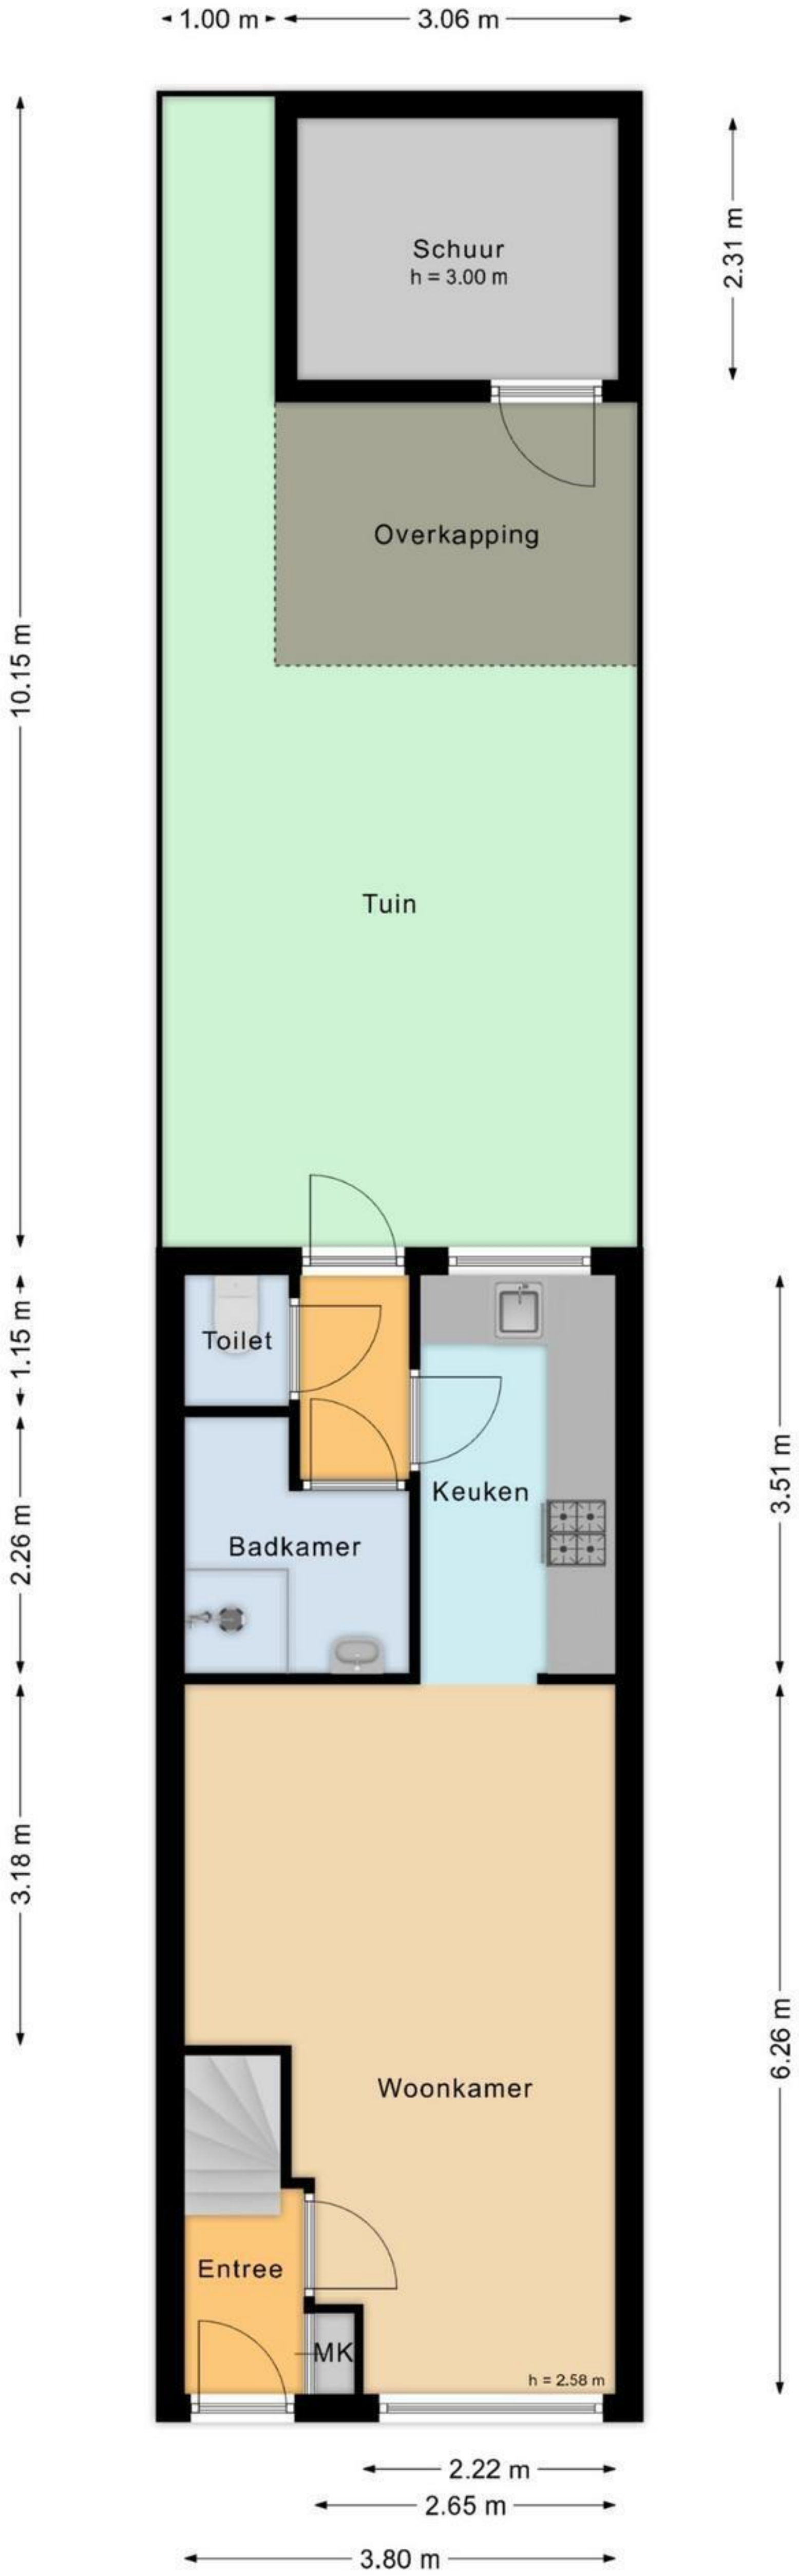 1.00 m
3.06 m
Schuur
h = 3.00 m
2.31 m
Overkapping
10.15 m
Tuin
Toilet
1.15 m
Keuken
3.51 m
Badkamer
2.26 m
3.18 m
Woonkamer
6.26 m
Entree
MK
h = 2.58 m
2.22 m
2.65 m
3.80 m